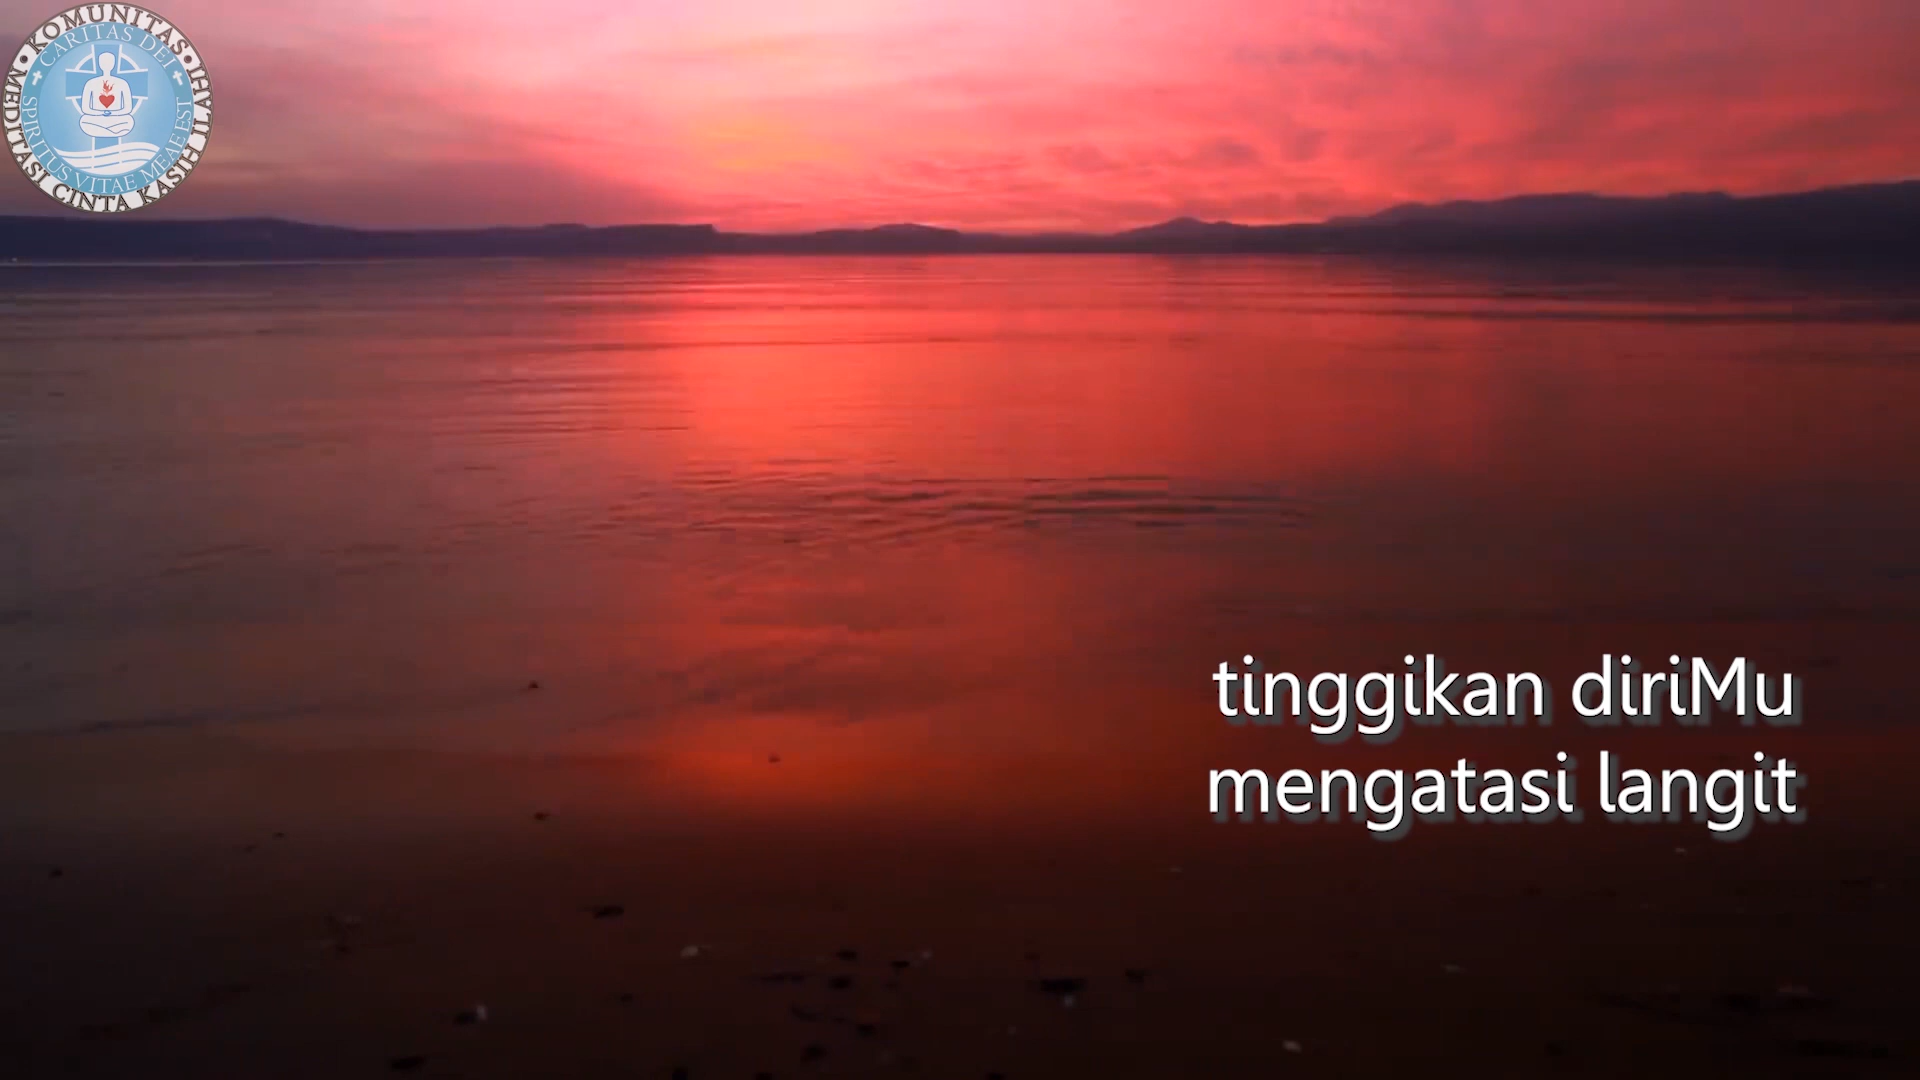 KOMUNITAS
MEDITASI CINTA KASIH ILAHI
CARITAS DEI
SPIRITUS VITAE MEAE EST
tinggikan diriMu
mengatasi langit